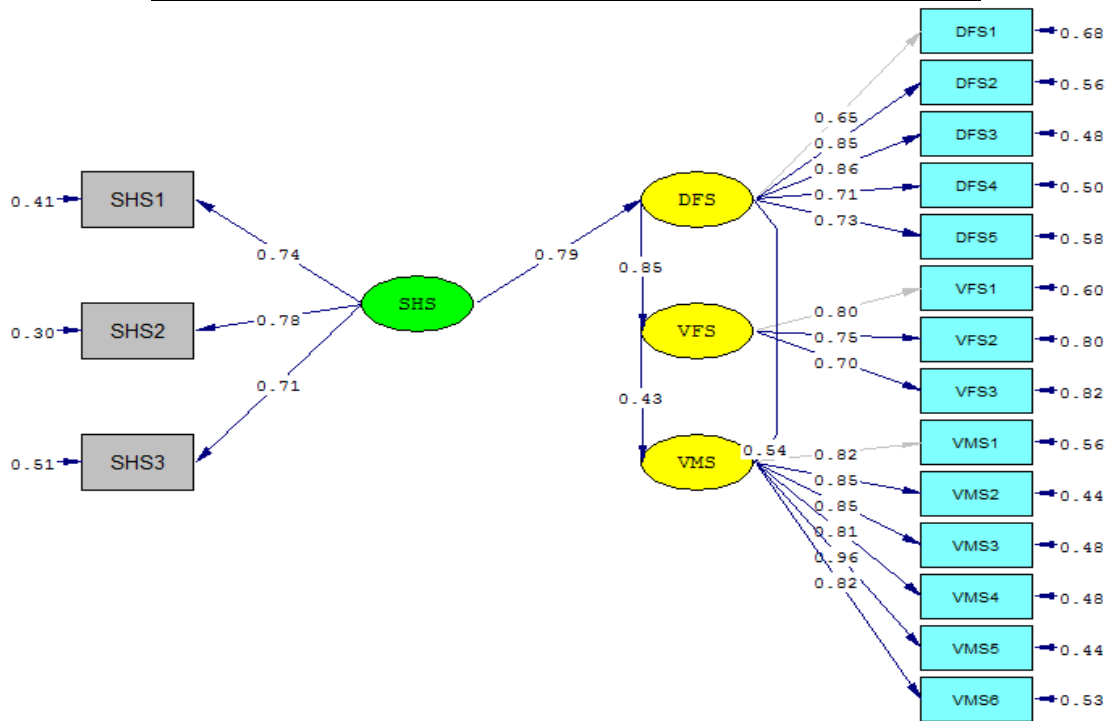 DFS1 0.68
DFS2 0.56
0.65
0.85
DFS3 0.48
0.86
0.41 SHS1
DFS
0.71
DFS4 0.50
0.73
DFS5 0.58
0.74
0.79
0.85
VFS1 0.60
SHS
0.80
0.30 SHS2
0.78
VFS
0.75
VFS2 0.80
0.70
0.71
0.43
VFS3 0.82
VMS1 0.56
0.54
0.82
0.51 SHS3
VMS
0.85
VMS2 0.44
0.85
0.81
VMS3 0.48
0.96
0.82
VMS4 0.48
VMS5 0.44
VMS6 0.53